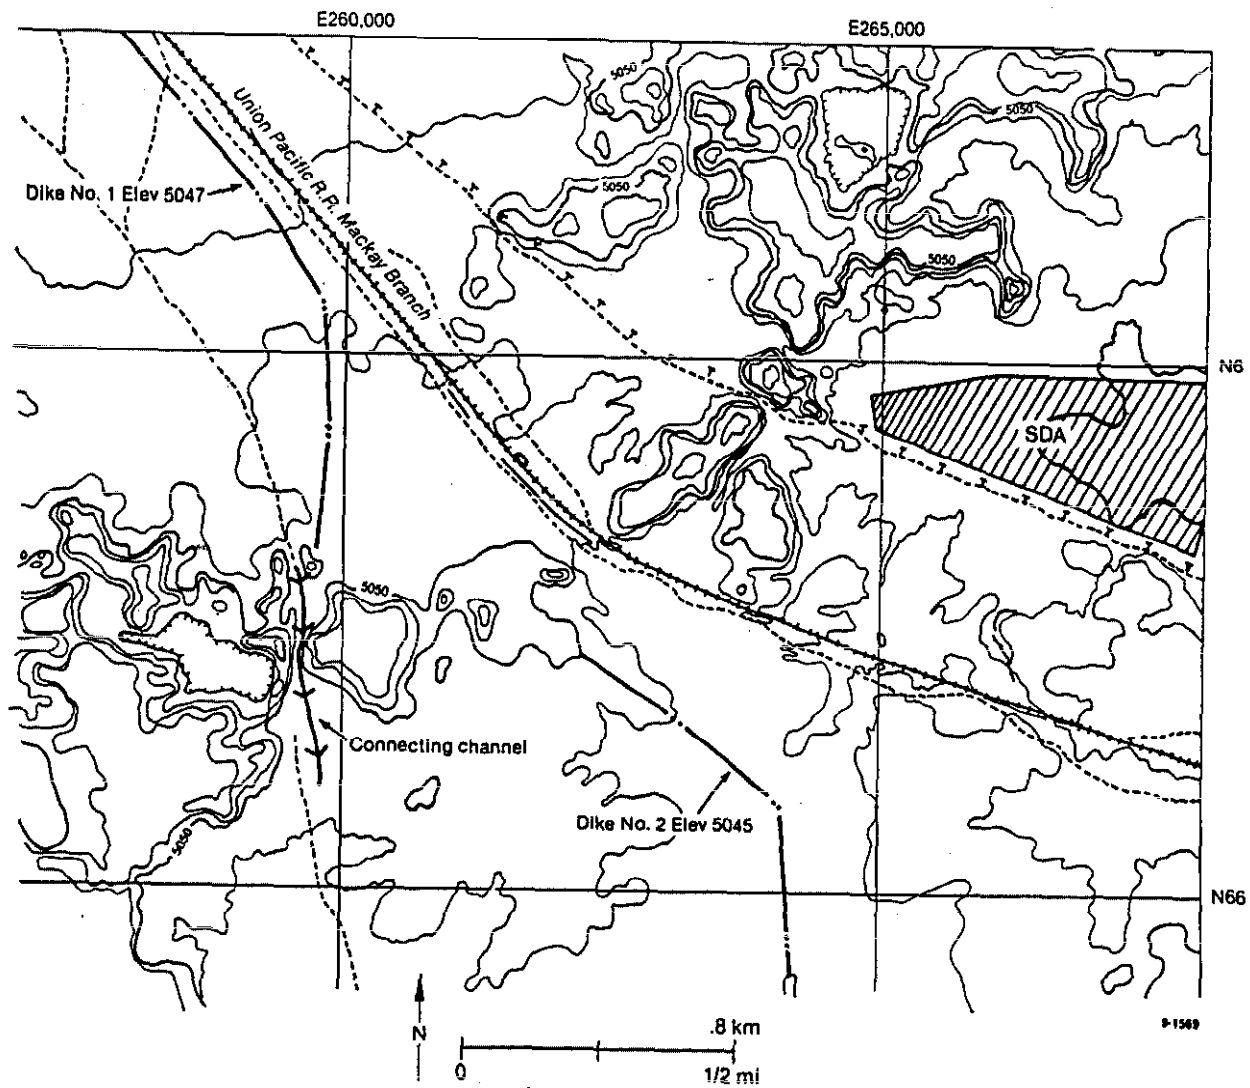 E260,000
E265,000
5050
5050
Union Pacific R.R. Mackay Branch
Dike No. 1 Elev 5047
5050
5050
N6
SDA
5050
Connecting channel
Dike No. 2 Elev 5045
5050
N66
N
.8 km
0
1/2 mi
9-1569